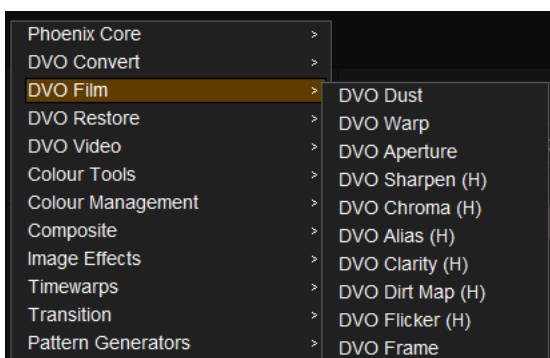 Phoenix Core >
DVO Convert >
DVO Film >
DVO Restore >
DVO Video >
Colour Tools >
Colour Management >
Composite >
Image Effects >
Timewarps >
Transition >
Pattern Generators >
DVO Dust
DVO Warp
DVO Aperture
DVO Sharpen (H)
DVO Chroma (H)
DVO Alias (H)
DVO Clarity (H)
DVO Dirt Map (H)
DVO Flicker (H)
DVO Frame